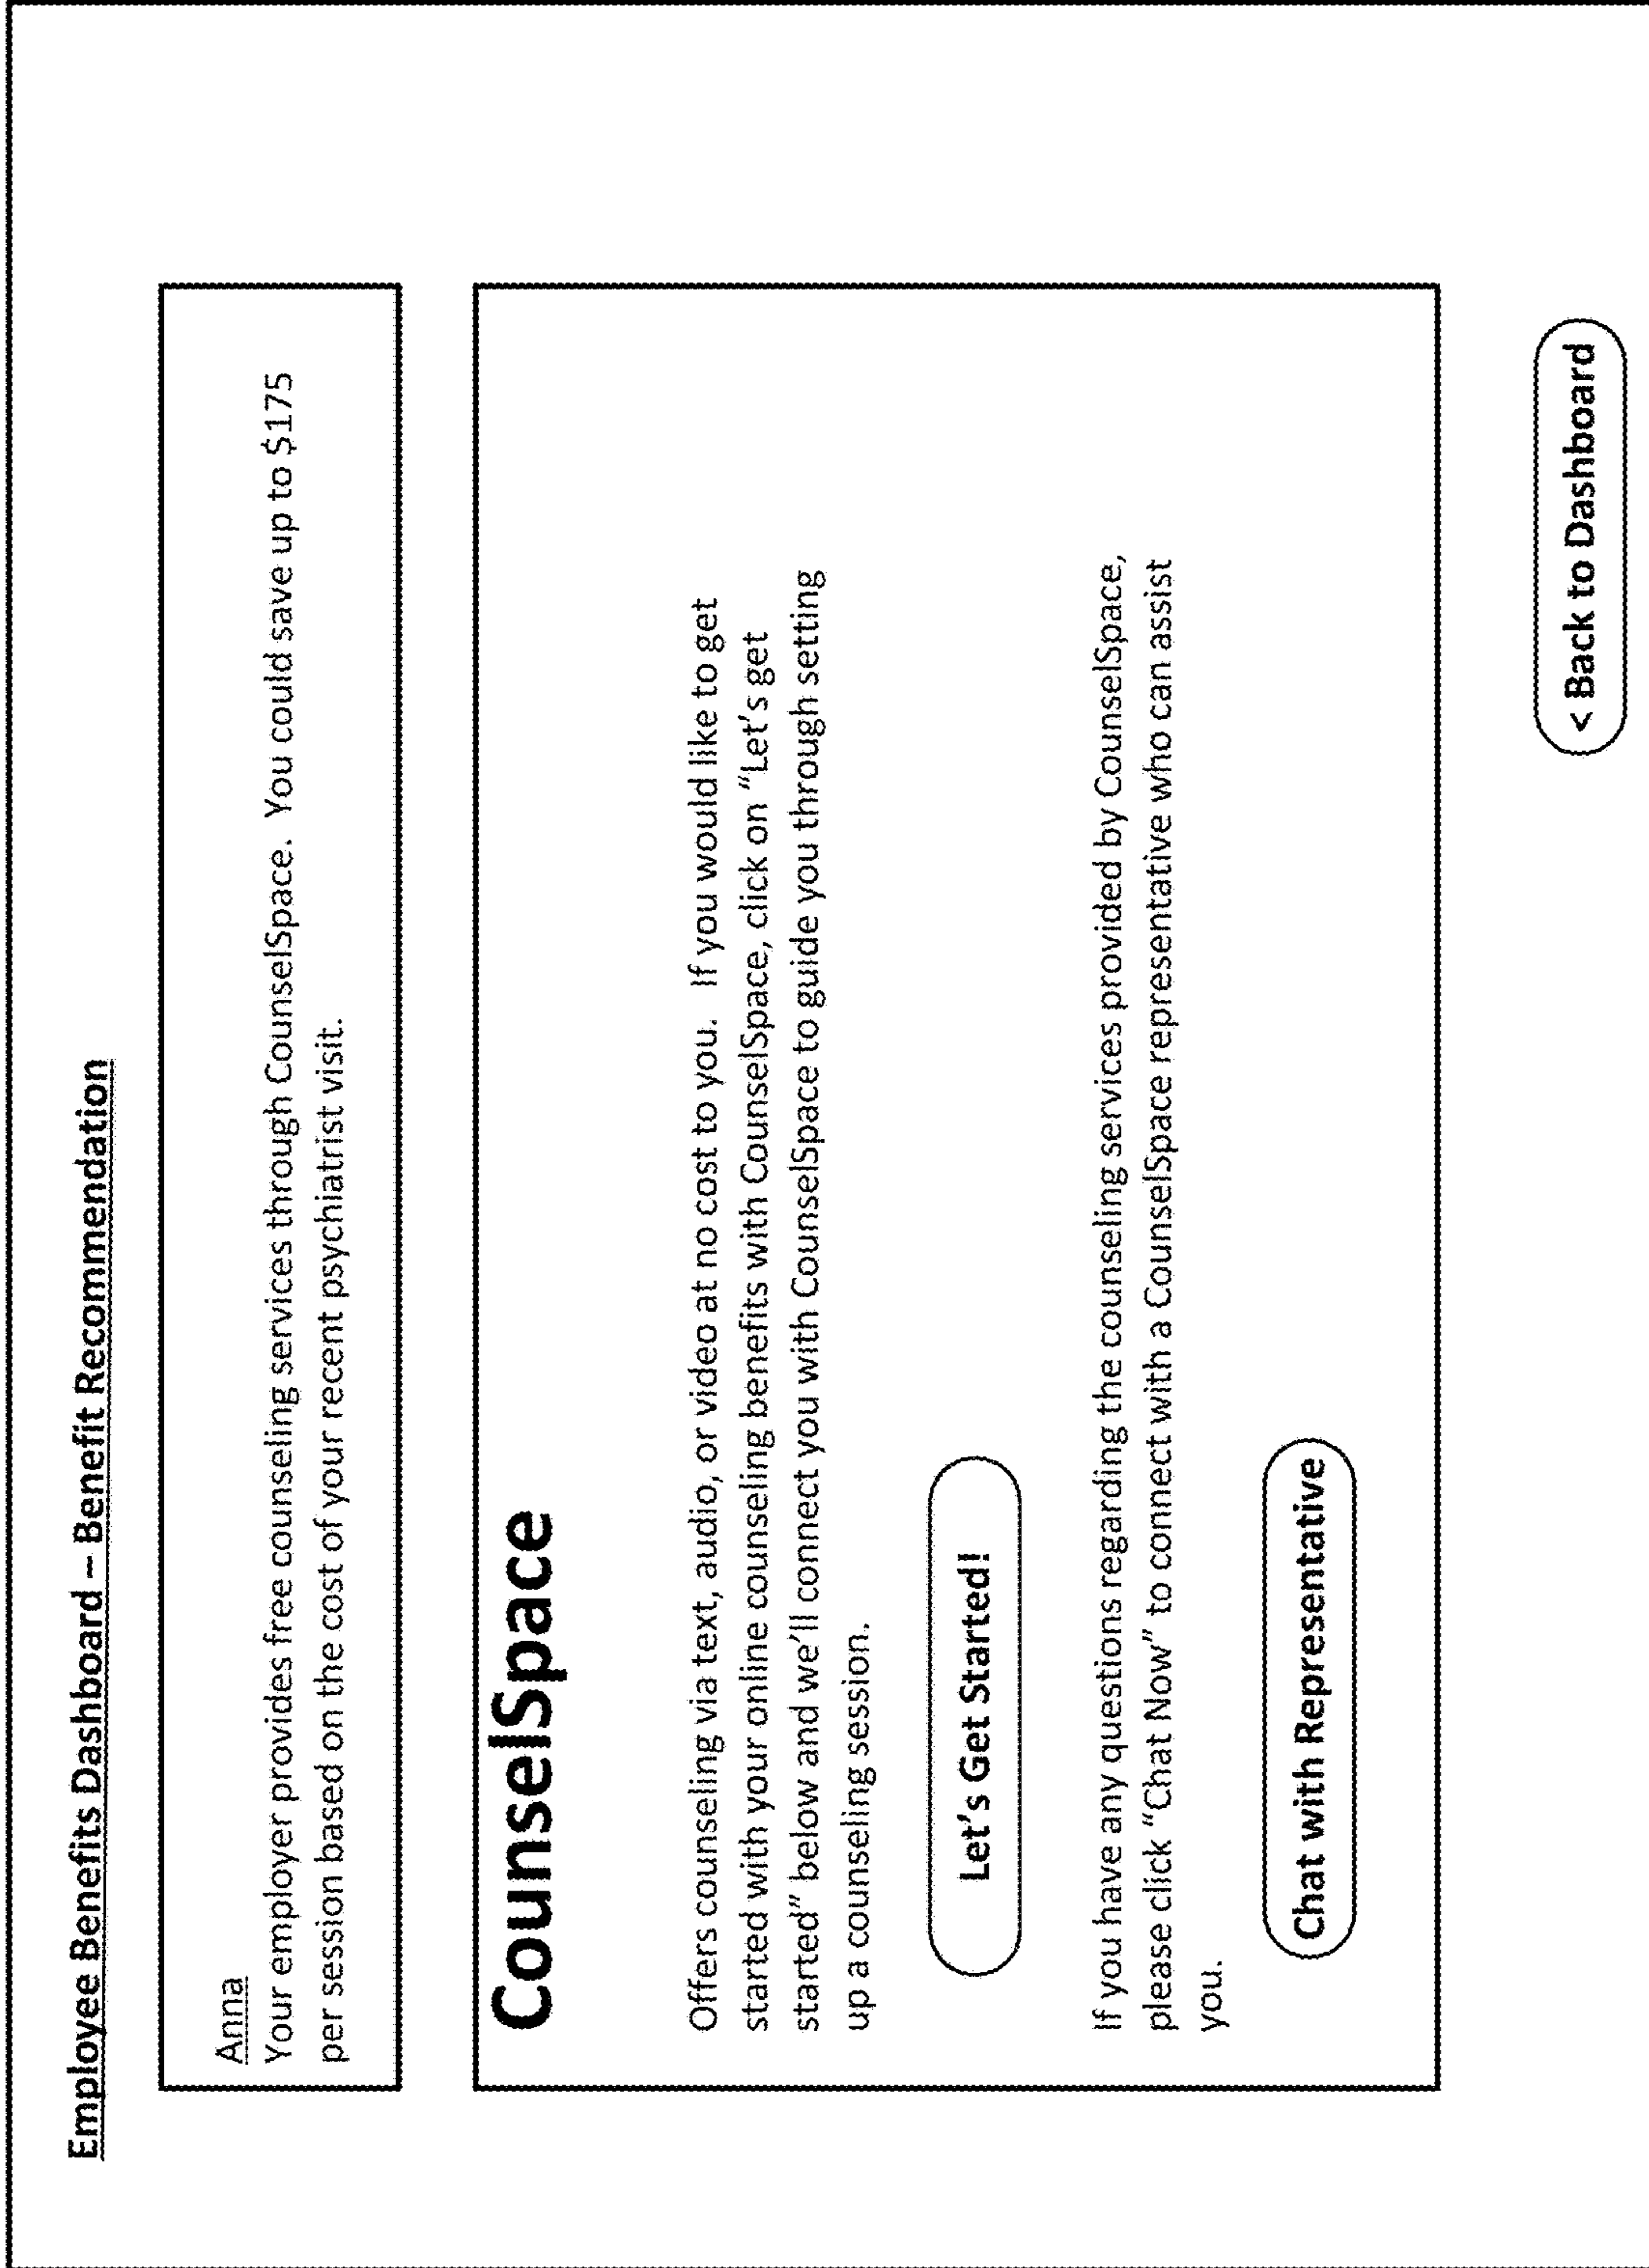 Employee Benefits Dashboard – Benefit Recommendation
Anna
Your employer provides free counseling services through CounselSpace. You could save up to $175
per session based on the cost of your recent psychiatrist visit.
CounselSpace
Offers counseling via text, audio, or video at no cost to you. If you would like to get
started with your online counseling benefits with CounselSpace, click on “Let’s get
started” below and we’ll connect you with CounselSpace to guide you through setting
up a counseling session.
Let’s Get Started!
If you have any questions regarding the counseling services provided by CounselSpace,
please click “Chat Now” to connect with a CounselSpace representative who can assist
you.
Chat with Representative
< Back to Dashboard